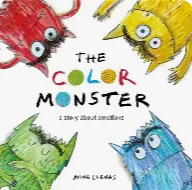 THE
COLOR
MONSTER
a story about emotions
ANNA LLENAS